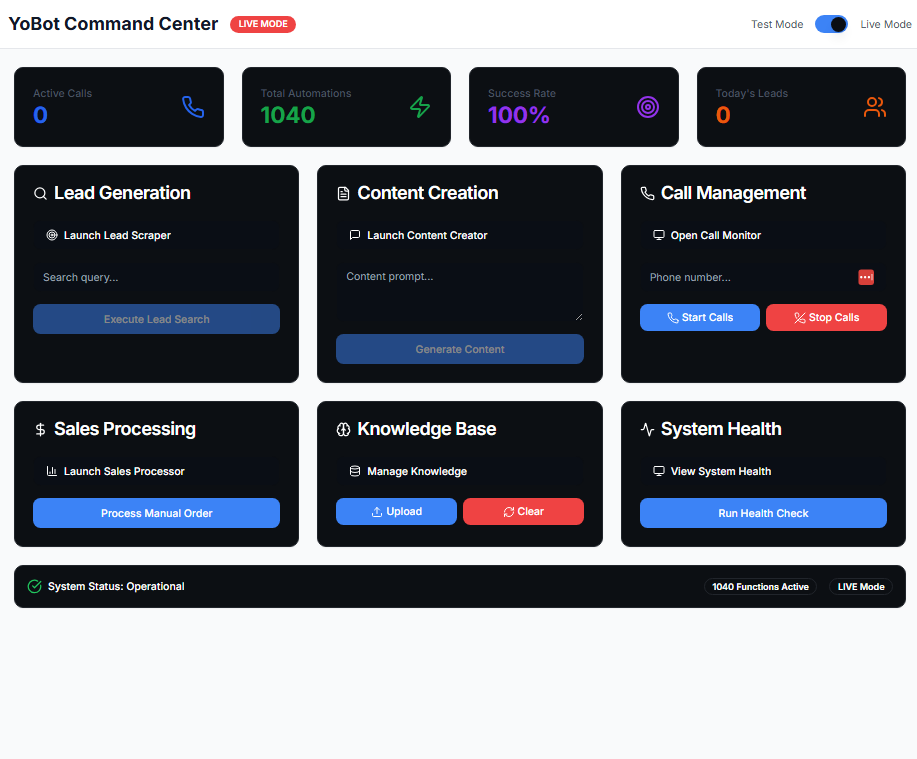 YoBot Command Center LIVE MODE Test Mode Live Mode
Active Calls
0
Total Automations
1040
Success Rate
100%
Today's Leads
0
Lead Generation
Launch Lead Scraper
Search query...
Execute Lead Search
Content Creation
Launch Content Creator
Content prompt...
Generate Content
Call Management
Open Call Monitor
Phone number...
Start Calls Stop Calls
Sales Processing
Launch Sales Processor
Process Manual Order
Knowledge Base
Manage Knowledge
Upload Clear
System Health
View System Health
Run Health Check
System Status: Operational 1040 Functions Active LIVE Mode